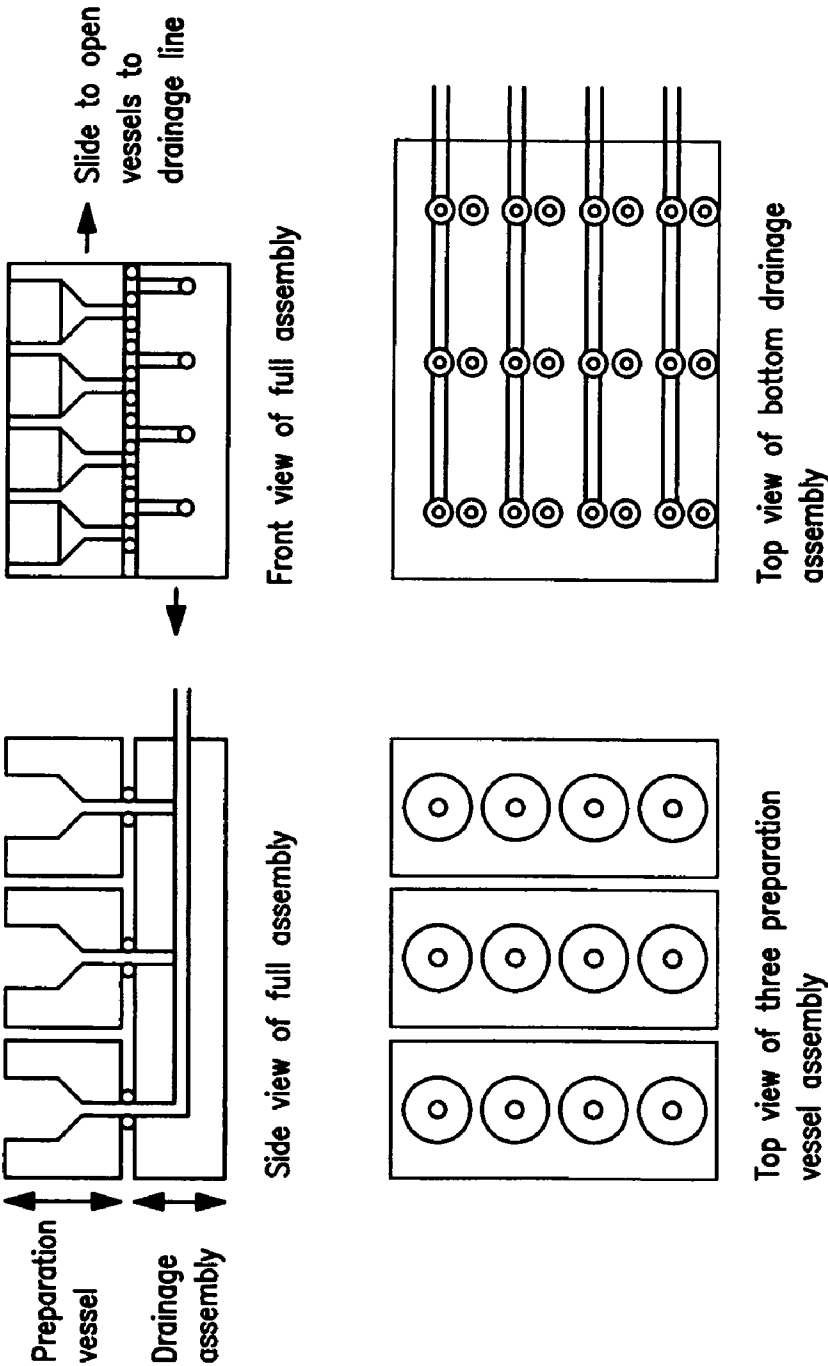 Preparation
vessel
Drainage
assembly
Side view of full assembly
Slide to open
vessels to
drainage line
Front view of full assembly
Top view of three preparation
vessel assembly
Top view of bottom drainage
assembly